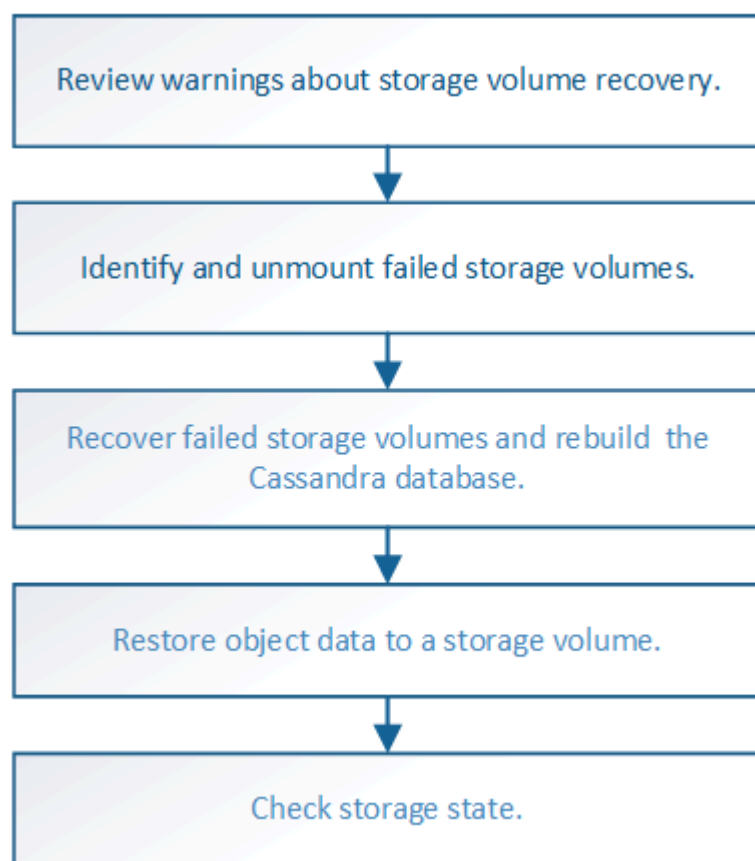 Review warnings about storage volume recovery.
Identify and unmount failed storage volumes.
Recover failed storage volumes and rebuild the
Cassandra database.
Restore object data to a storage volume.
Check storage state.